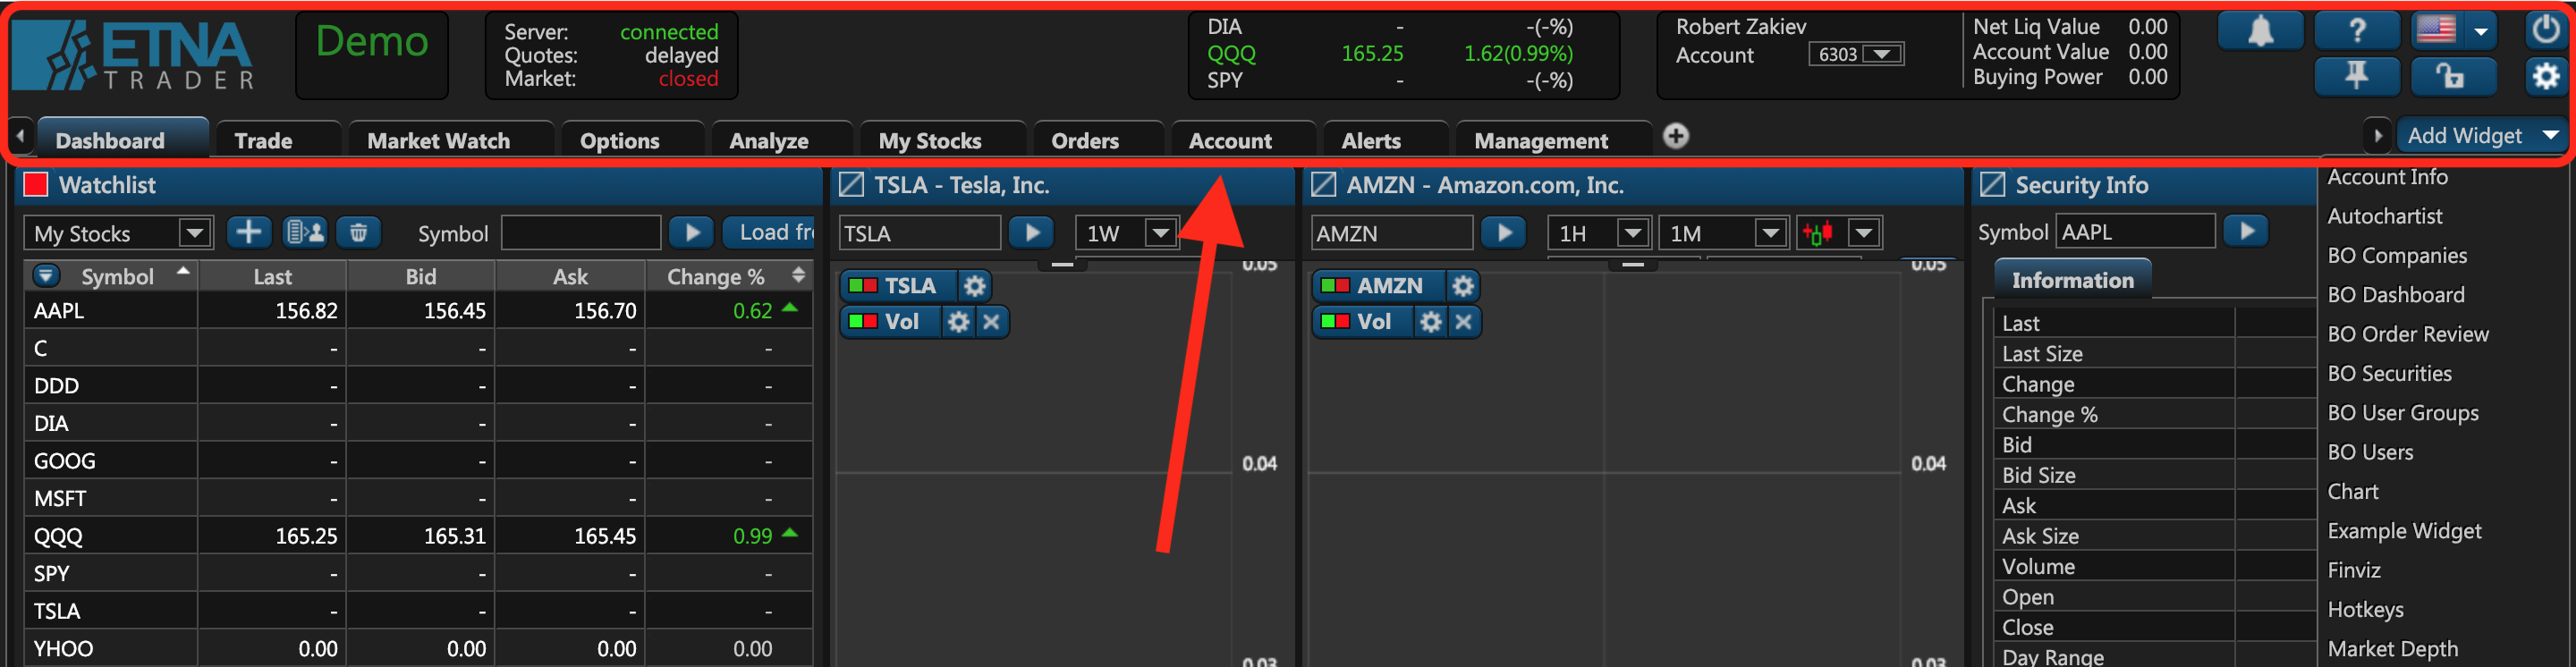 ETNA
TRADER
Demo
Server: connected
Quotes: delayed
Market: closed
DIA - -(-%)
QQQ 165.25 1.62(0.99%)
SPY - -(-%)
Robert Zakiev
Account 6303
Net Liq Value 0.00
Account Value 0.00
Buying Power 0.00
?
Dashboard Trade Market Watch Options Analyze My Stocks Orders Account Alerts Management Add Widget
Watchlist
My Stocks Symbol Load fr
Symbol Last Bid Ask Change %
AAPL 156.82 156.45 156.70 0.62
C - - - -
DDD - - - -
DIA - - - -
GOOG - - - -
MSFT - - - -
QQQ 165.25 165.31 165.45 0.99
SPY - - - -
TSLA - - - -
YHOO 0.00 0.00 0.00 0.00
TSLA - Tesla, Inc.
TSLA 1W
TSLA
Vol
0.05
0.04
0.03
AMZN - Amazon.com, Inc.
AMZN 1H 1M
AMZN
Vol
0.05
0.04
0.03
Security Info
Symbol AAPL
Information
Last
Last Size
Change
Change %
Bid
Bid Size
Ask
Ask Size
Volume
Open
Close
Day Range
Account Info
Autochartist
BO Companies
BO Dashboard
BO Order Review
BO Securities
BO User Groups
BO Users
Chart
Example Widget
Finviz
Hotkeys
Market Depth